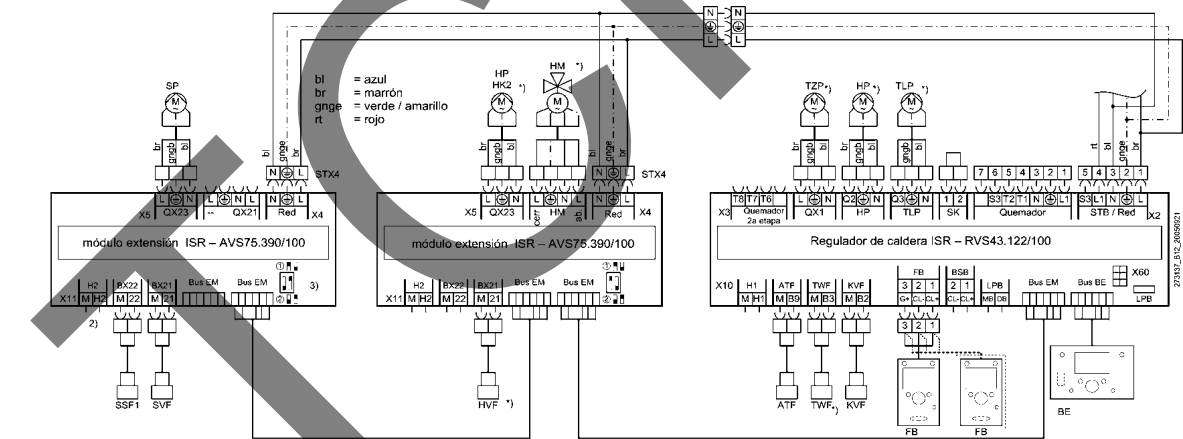 N N
L L
SP
HP
HK2 *)
HM *)
TZP*) HP*) TLP*)
bl = azul
br = marrón
gnge = verde / amarillo
rt = rojo
M M M M M M
br gngb bl bl gnge br
br gngb bl bl gnge br
br gngb bl br gngb bl br gngb bl
rt bl gnge br
N L STX4
N L STX4
7 6 5 4 3 2 1
5 4 3 2 1
L N L -- N L N L
X5 QX23 QX21 Red X4
L N L cerr N ab. N L
X5 QX23 HM Red X4
T8 T7 T6 L N Q2 N Q3 N 1 2 S3 T2 T1 N L1 S3 L1 N L
X3 Quemador 2a etapa QX1 HP TLP SK Quemador STB / Red X2
módulo extensión ISR – AVS75.390/100
módulo extensión ISR – AVS75.390/100
Regulador de caldera ISR – RVS43.122/100
H2 BX22 BX21 Bus EM 1 2 3)
X11 M H2 M 22 M 21
2)
H2 BX22 BX21 Bus EM 1 2
X11 M H2 M 22 M 21
FB BSB
X10 H1 ATF TWF KVF 3 2 1 2 1 LPB Bus EM Bus BE X60
M H1 M B9 M B3 M B2 G+ CL- CL+ CL- CL+ MB DB LPB
3 2 1
SSF1 SVF
HVF *)
ATF TWF*) KVF
FB FB
BE
273137_B12_20050921